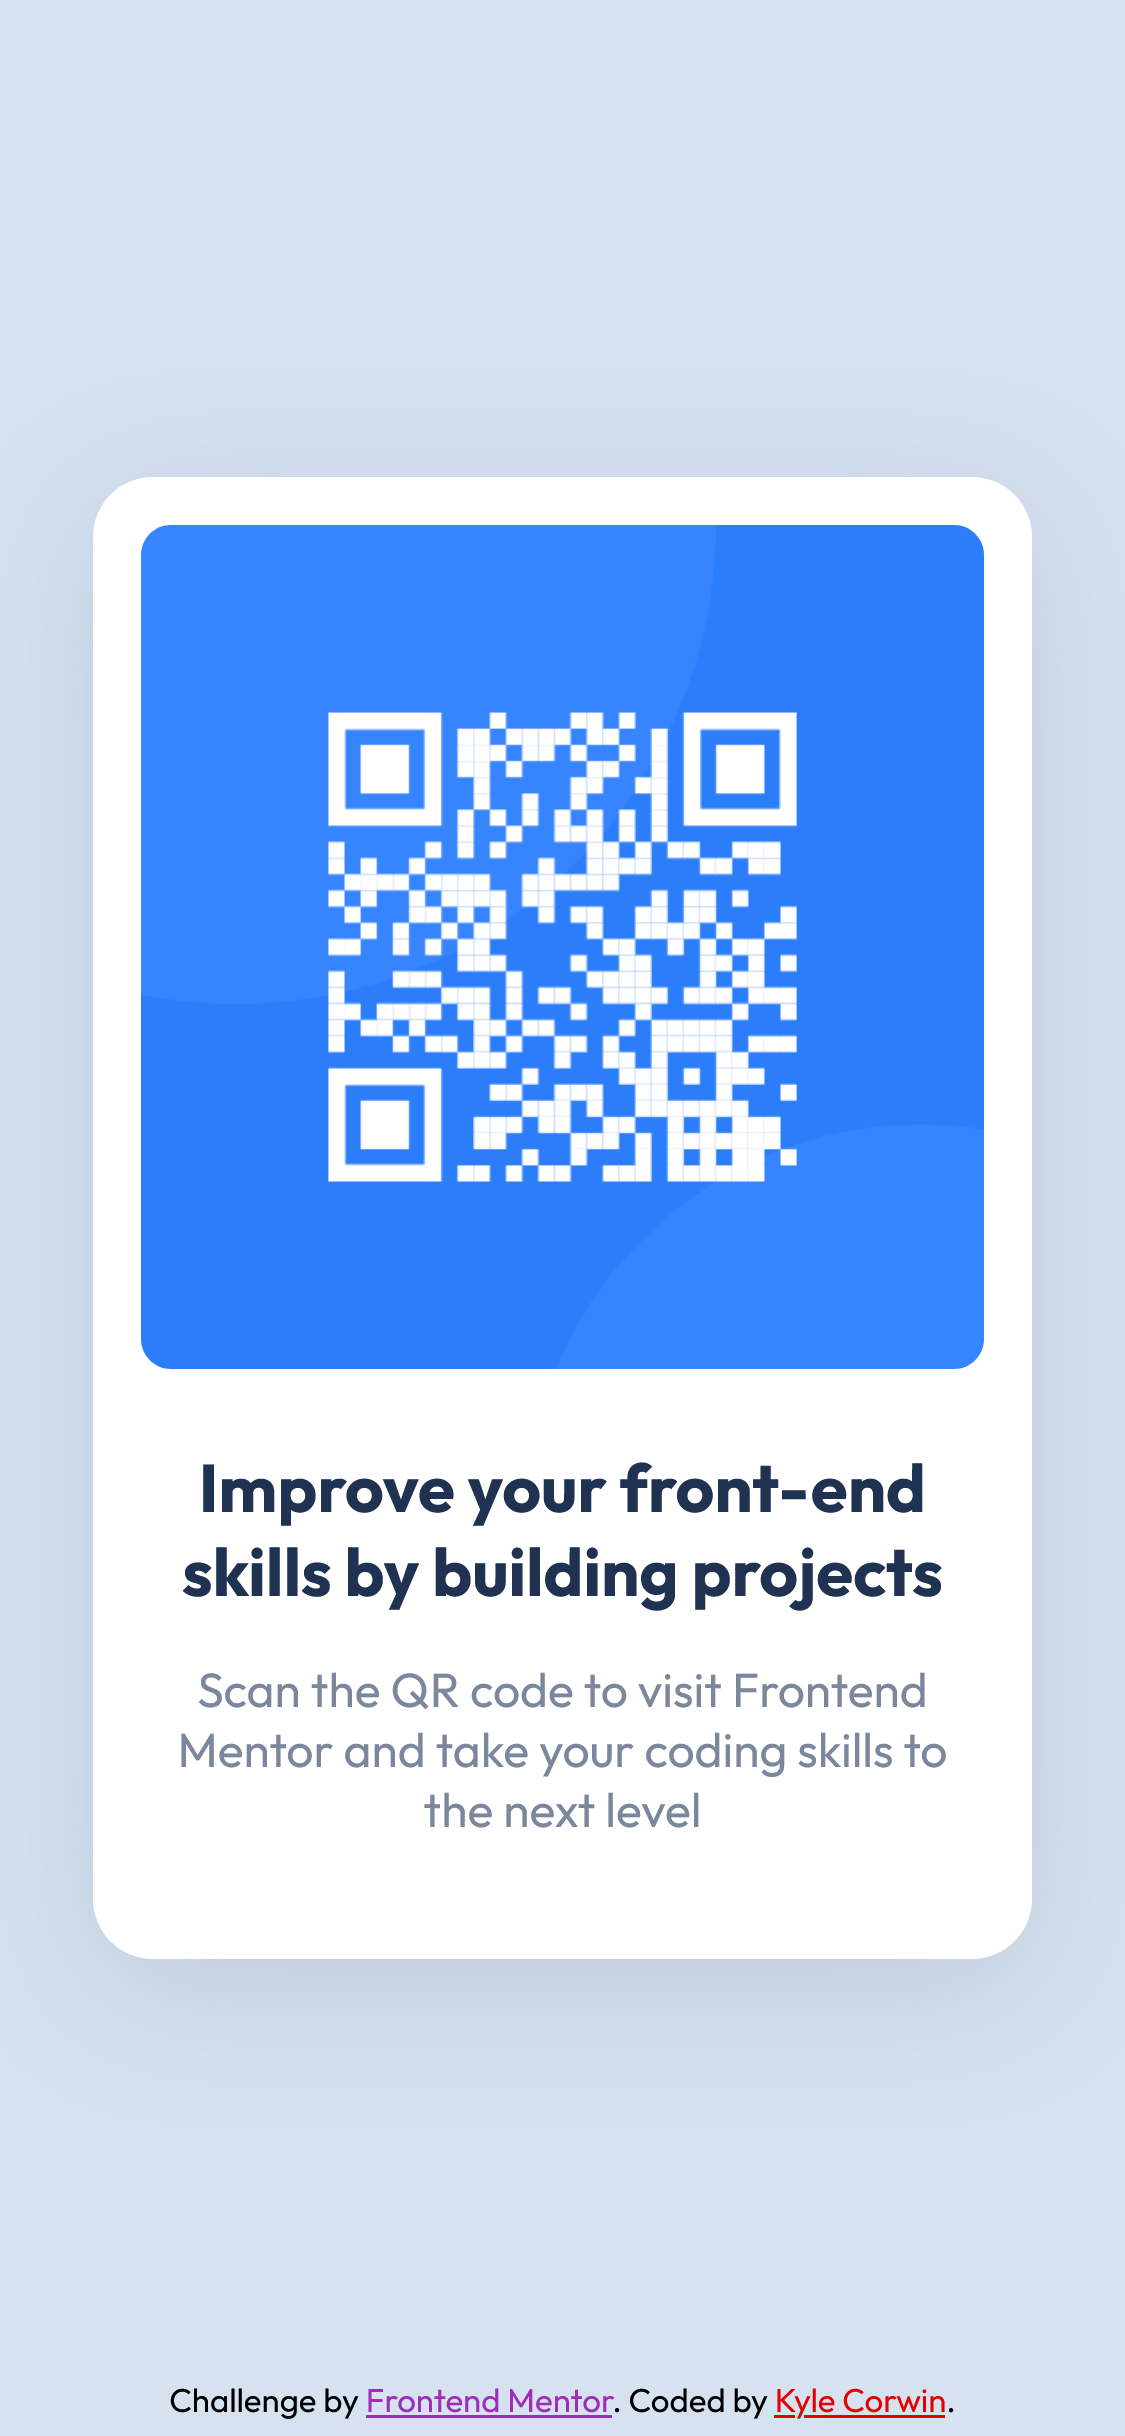 Improve your front-end
skills by building projects
Scan the QR code to visit Frontend
Mentor and take your coding skills to
the next level
Challenge by Frontend Mentor. Coded by Kyle Corwin.